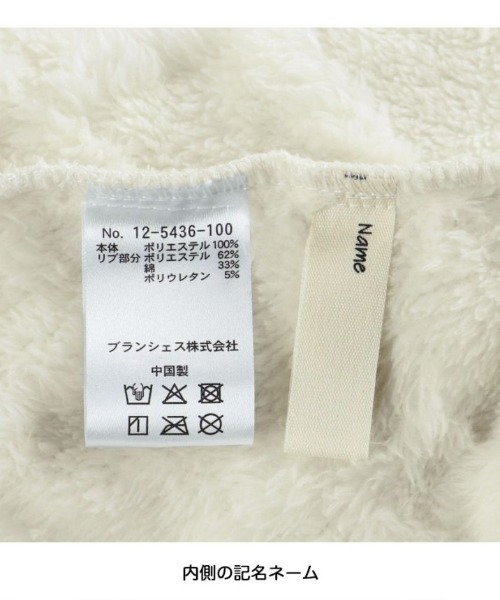 No. 12-5436-100
本体 ポリエステル 100%
リブ部分 ポリエステル 62%
綿 33%
ポリウレタン 5%
ブランシェス株式会社
中国製
Name
内側の記名ネーム